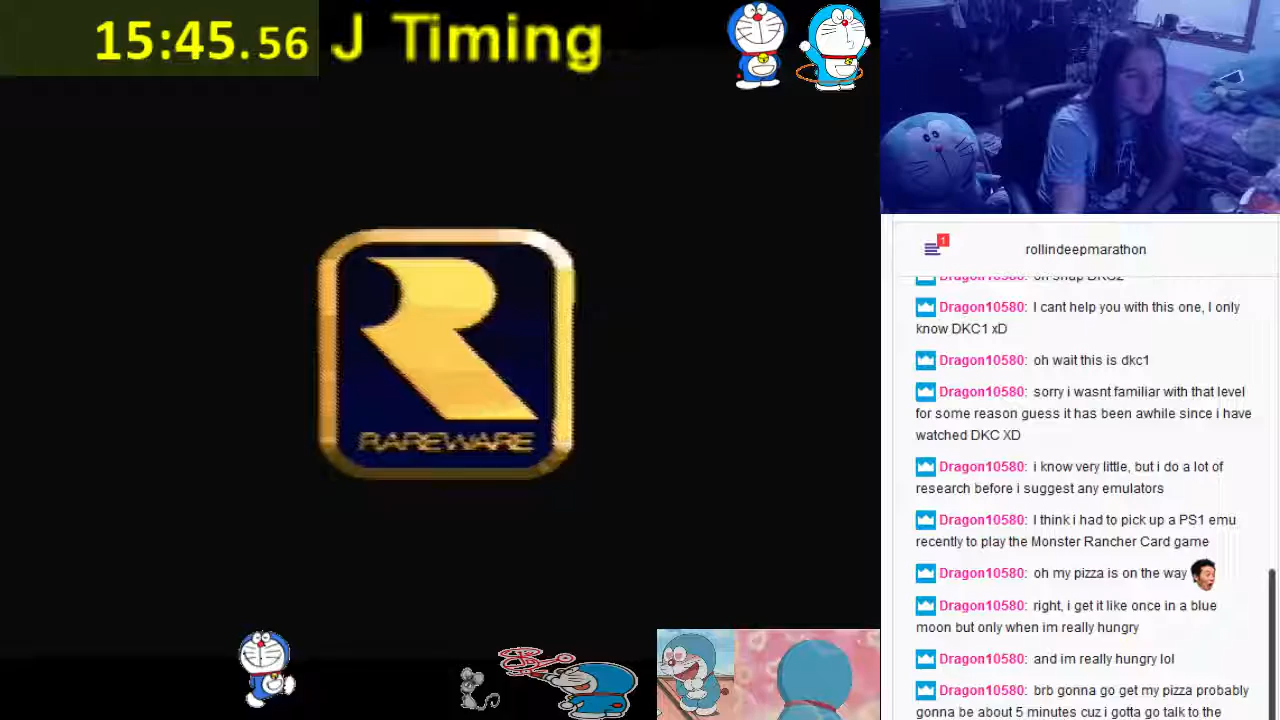 15:45.56 J Timing
RAREWARE
1
rollindeepmarathon
Dragon10580: oh snap DKC2
Dragon10580: I cant help you with this one, I only
know DKC1 xD
Dragon10580: oh wait this is dkc1
Dragon10580: sorry i wasnt familiar with that level
for some reason guess it has been awhile since i have
watched DKC XD
Dragon10580: i know very little, but i do a lot of
research before i suggest any emulators
Dragon10580: I think i had to pick up a PS1 emu
recently to play the Monster Rancher Card game
Dragon10580: oh my pizza is on the way
Dragon10580: right, i get it like once in a blue
moon but only when im really hungry
Dragon10580: and im really hungry lol
Dragon10580: brb gonna go get my pizza probably
gonna be about 5 minutes cuz i gotta go talk to the